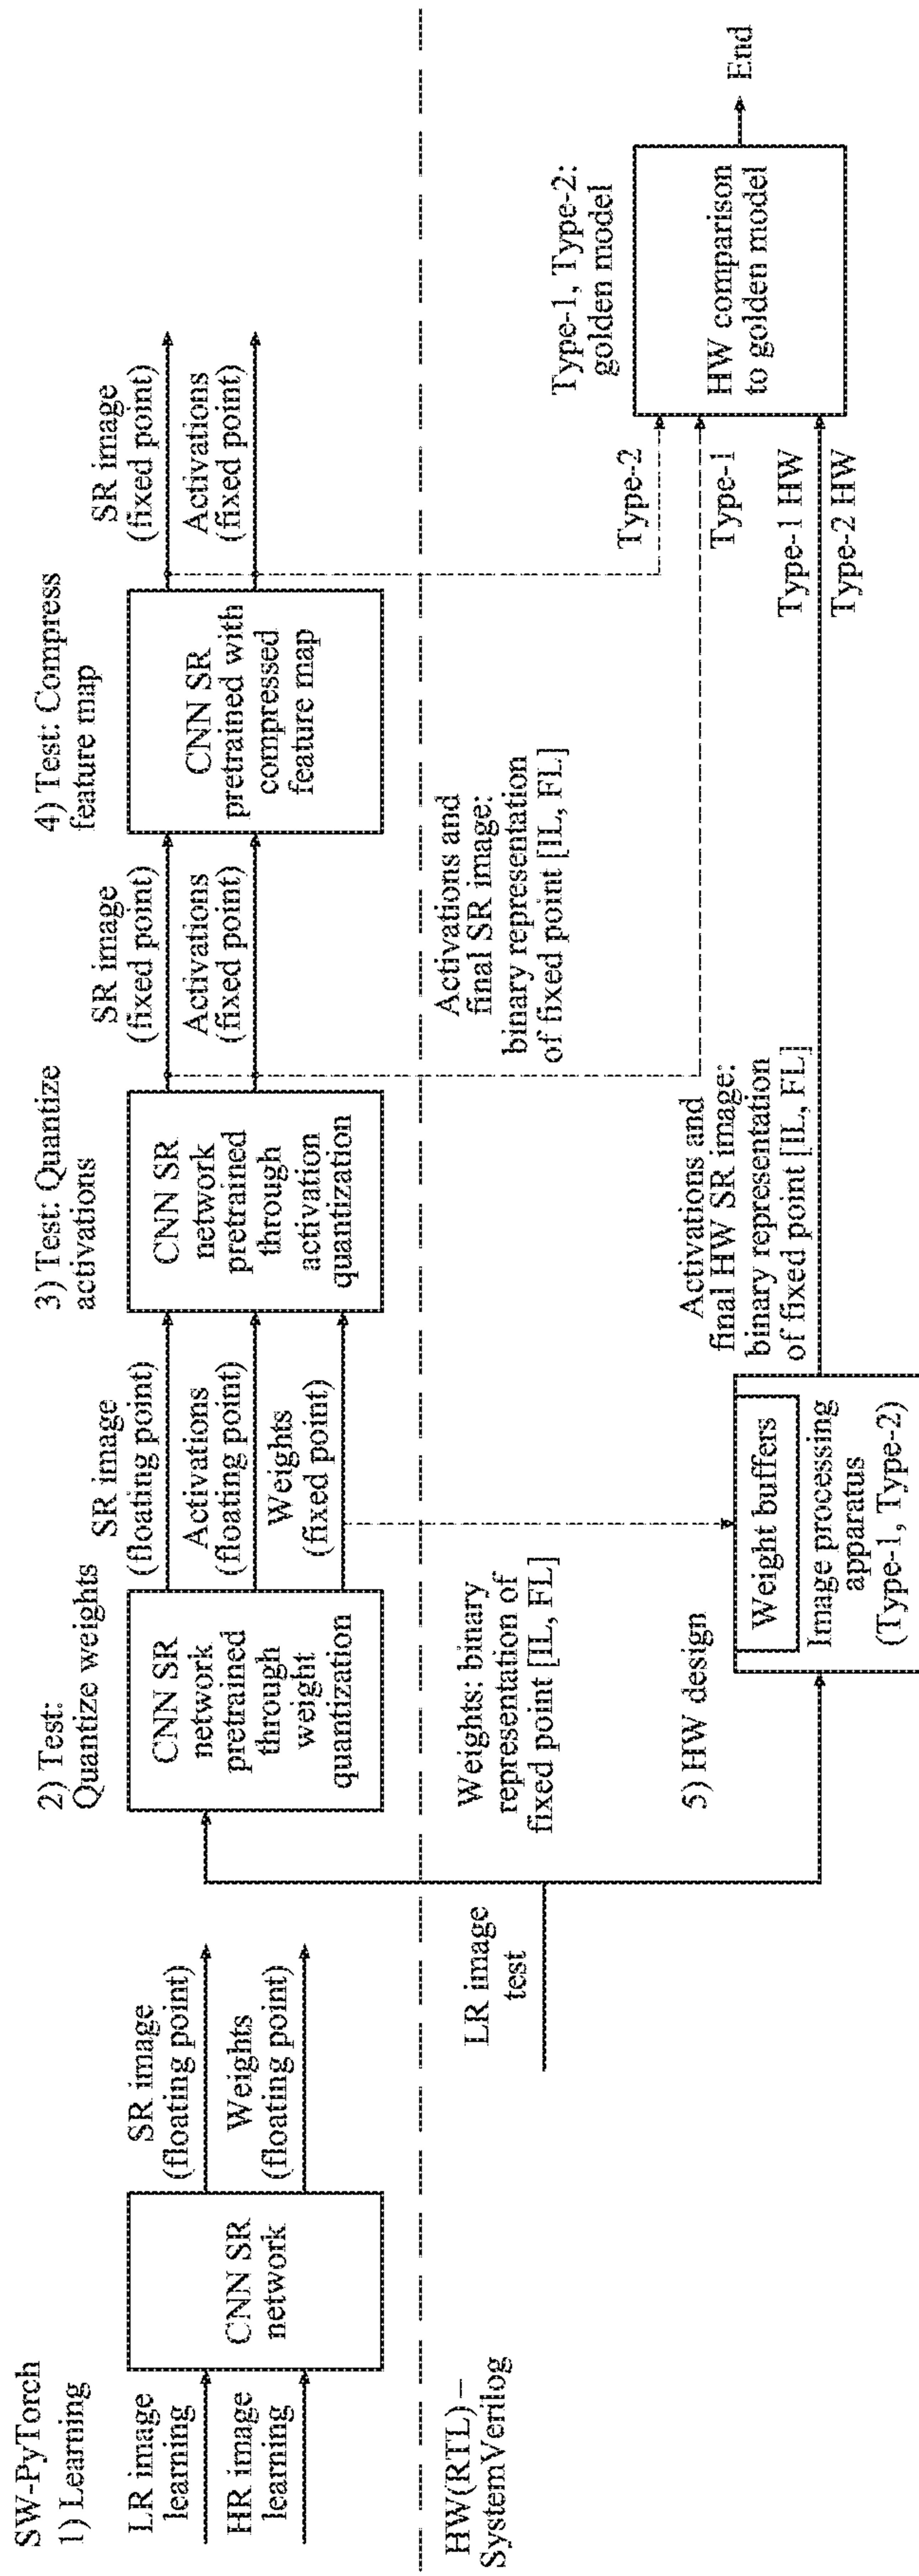 SW-PyTorch
1) Learning
LR image
learning
HR image
learning
CNN SR
network
SR image
(floating point)
Weights
(floating point)
2) Test:
Quantize weights
CNN SR
network
pretrained
through
weight
quantization
SR image
(floating point)
Activations
(floating point)
Weights
(fixed point)
3) Test: Quantize
activations
CNN SR
network
pretrained
through
activation
quantization
SR image
(fixed point)
Activations
(fixed point)
4) Test: Compress
feature map
CNN SR
pretrained with
compressed
feature map
SR image
(fixed point)
Activations
(fixed point)
HW(RTL) –
SystemVerilog
LR image
test
Weights: binary
representation of
fixed point [IL, FL]
5) HW design
Weight buffers
Image processing
apparatus
(Type-1, Type-2)
Activations and
final SR image:
binary representation
of fixed point [IL, FL]
Activations and
final HW SR image:
binary representation
of fixed point [IL, FL]
Type-2
Type-1
Type-1 HW
Type-2 HW
Type-1, Type-2:
golden model
HW comparison
to golden model
End